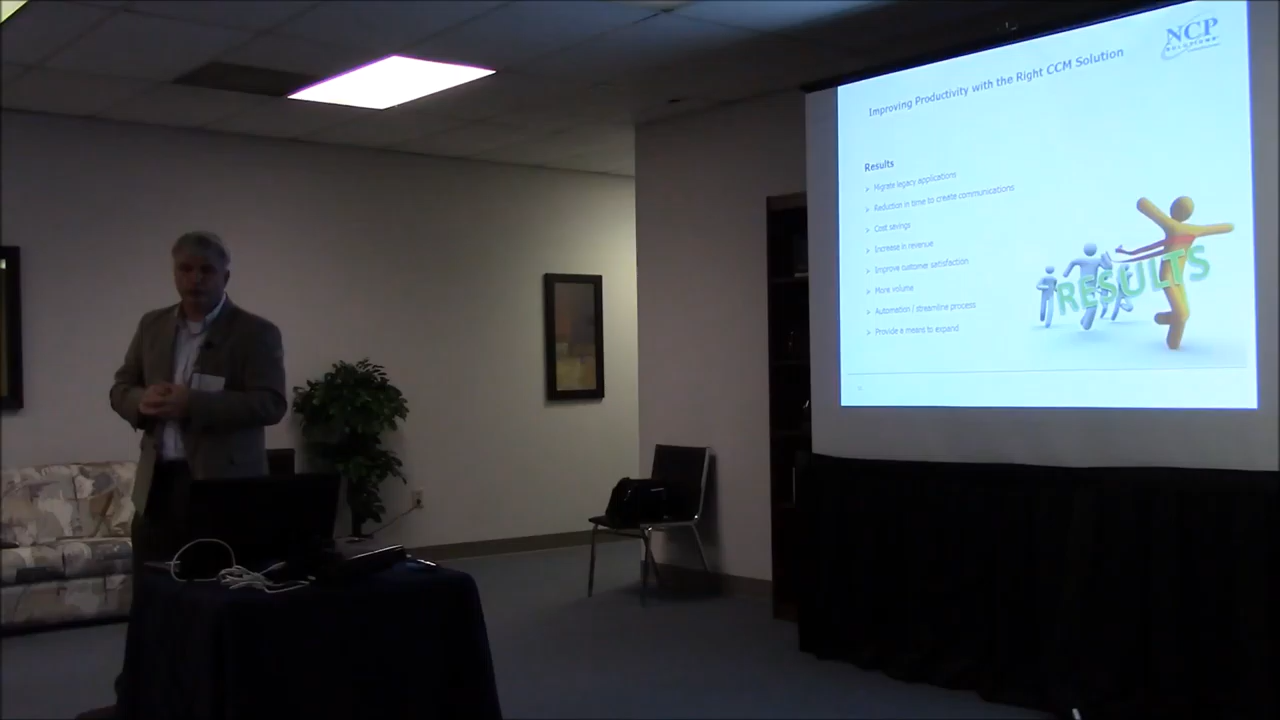 NCP
SOLUTIONS
Improving Productivity with the Right CCM Solution
Results
> Migrate legacy applications
> Reduction in time to create communications
> Cost savings
> Increase in revenue
> Improve customer satisfaction
> More volume
> Automation / streamline process
> Provide a means to expand
RESULTS